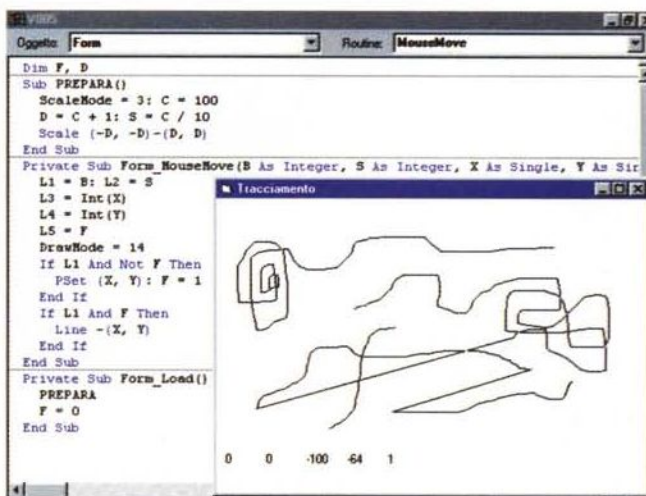 VB05
Oggetto: Form Routine: MouseMove
Dim F, D
Sub PREPARA()
ScaleMode = 3: C = 100
D = C + 1: S = C / 10
Scale (-D, -D)-(D, D)
End Sub
Private Sub Form_MouseMove(B As Integer, S As Integer, X As Single, Y As Sin
L1 = B: L2 = S
L3 = Int(X)
L4 = Int(Y)
L5 = F
DrawMode = 14
If L1 And Not F Then
PSet (X, Y): F = 1
End If
If L1 And F Then
Line -(X, Y)
End If
End Sub
Private Sub Form_Load()
PREPARA
F = 0
End Sub
Tracciamento
0 0 -100 -64 1